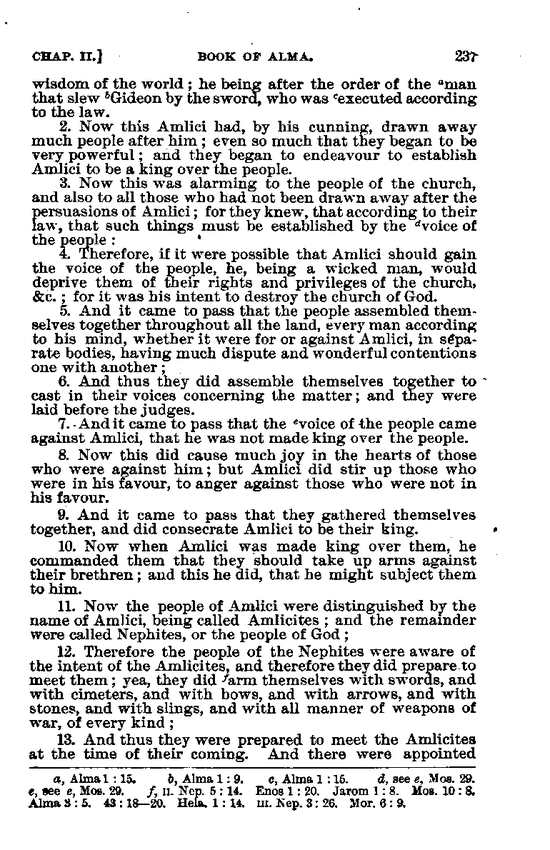 CHAP. II.] BOOK OF ALMA. 237
wisdom of the world ; he being after the order of the ᵃman
that slew ᵇGideon by the sword, who was ᶜexecuted according
to the law.
2. Now this Amlici had, by his cunning, drawn away
much people after him ; even so much that they began to be
very powerful ; and they began to endeavour to establish
Amlici to be a king over the people.
3. Now this was alarming to the people of the church,
and also to all those who had not been drawn away after the
persuasions of Amlici ; for they knew, that according to their
law, that such things must be established by the ᵈvoice of
the people :
4. Therefore, if it were possible that Amlici should gain
the voice of the people, he, being a wicked man, would
deprive them of their rights and privileges of the church,
&c. ; for it was his intent to destroy the church of God.
5. And it came to pass that the people assembled them-
selves together throughout all the land, every man according
to his mind, whether it were for or against Amlici, in sepa-
rate bodies, having much dispute and wonderful contentions
one with another ;
6. And thus they did assemble themselves together to
cast in their voices concerning the matter ; and they were
laid before the judges.
7. And it came to pass that the ᵉvoice of the people came
against Amlici, that he was not made king over the people.
8. Now this did cause much joy in the hearts of those
who were against him ; but Amlici did stir up those who
were in his favour, to anger against those who were not in
his favour.
9. And it came to pass that they gathered themselves
together, and did consecrate Amlici to be their king.
10. Now when Amlici was made king over them, he
commanded them that they should take up arms against
their brethren ; and this he did, that he might subject them
to him.
11. Now the people of Amlici were distinguished by the
name of Amlici, being called Amlicites ; and the remainder
were called Nephites, or the people of God ;
12. Therefore the people of the Nephites were aware of
the intent of the Amlicites, and therefore they did prepare to
meet them ; yea, they did ᶠarm themselves with swords, and
with cimeters, and with bows, and with arrows, and with
stones, and with slings, and with all manner of weapons of
war, of every kind ;
13. And thus they were prepared to meet the Amlicites
at the time of their coming. And there were appointed
a, Alma 1 : 15. b, Alma 1 : 9. c, Alma 1 : 15. d, see e, Mos. 29.
e, see e, Mos. 29. f, II. Nep. 5 : 14. Enos 1 : 20. Jarom 1 : 8. Mos. 10 : 8.
Alma 3 : 5. 43 : 18—20. Hela. 1 : 14. III. Nep. 3 : 26. Mor. 6 : 9.